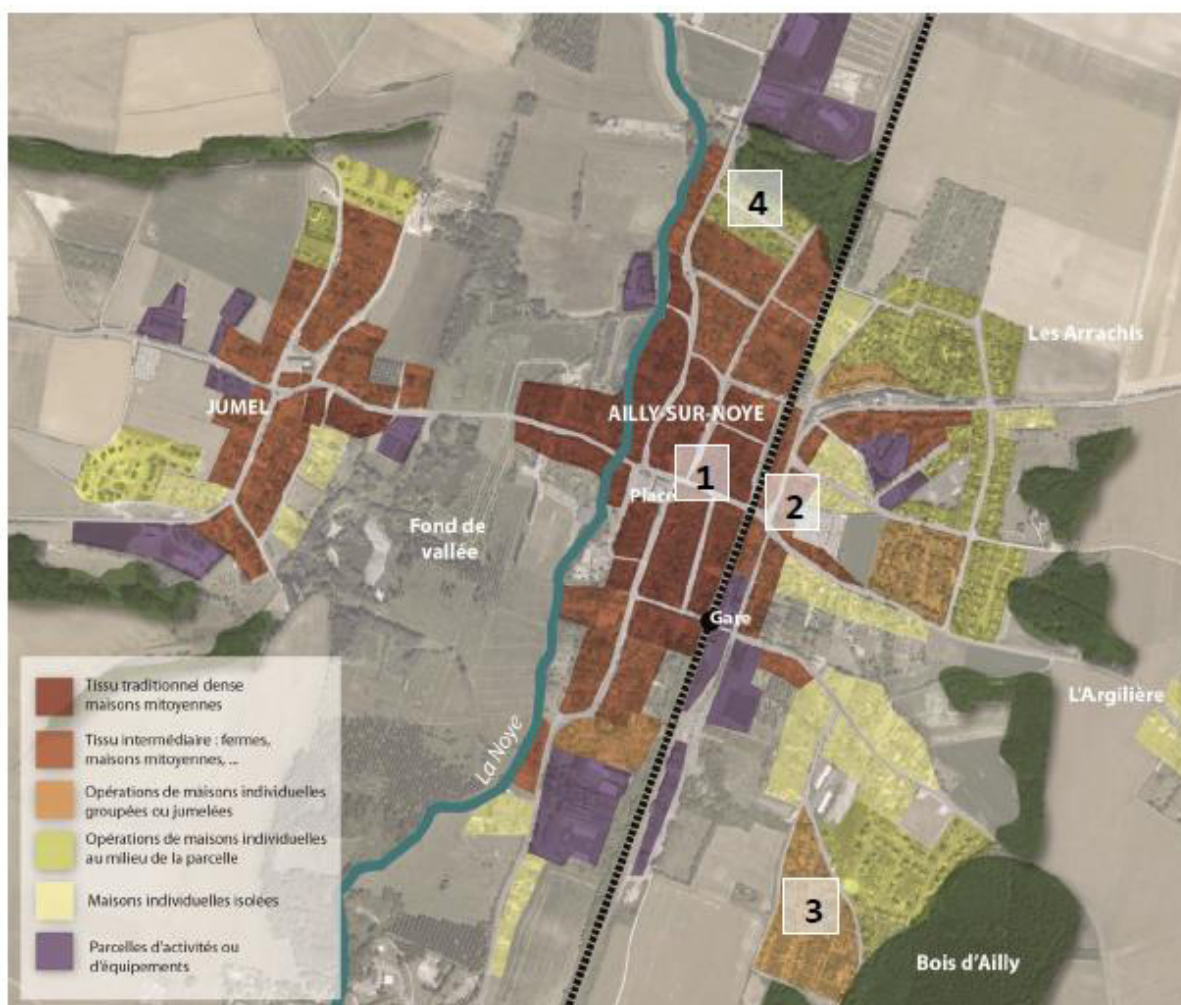 4
Les Arrachis
JUMEL
AILLY-SUR-NOYE
1
Place
2
Fond de
vallée
Gare
L'Argilière
La Noye
3
Bois d'Ailly
Tissu traditionnel dense
maisons mitoyennes
Tissu intermédiaire : fermes,
maisons mitoyennes, ...
Opérations de maisons individuelles
groupées ou jumelées
Opérations de maisons individuelles
au milieu de la parcelle
Maisons individuelles isolées
Parcelles d'activités ou
d'équipements